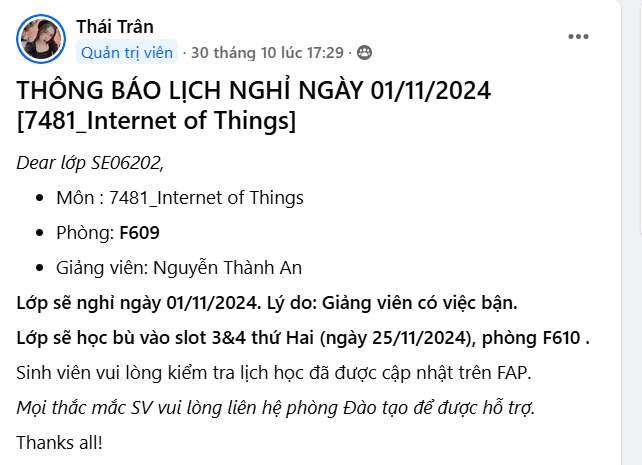 Thái Trân
Quản trị viên · 30 tháng 10 lúc 17:29 ·
THÔNG BÁO LỊCH NGHỈ NGÀY 01/11/2024
[7481_Internet of Things]
Dear lớp SE06202,
• Môn : 7481_Internet of Things
• Phòng: F609
• Giảng viên: Nguyễn Thành An
Lớp sẽ nghỉ ngày 01/11/2024. Lý do: Giảng viên có việc bận.
Lớp sẽ học bù vào slot 3&4 thứ Hai (ngày 25/11/2024), phòng F610 .
Sinh viên vui lòng kiểm tra lịch học đã được cập nhật trên FAP.
Mọi thắc mắc SV vui lòng liên hệ phòng Đào tạo để được hỗ trợ.
Thanks all!